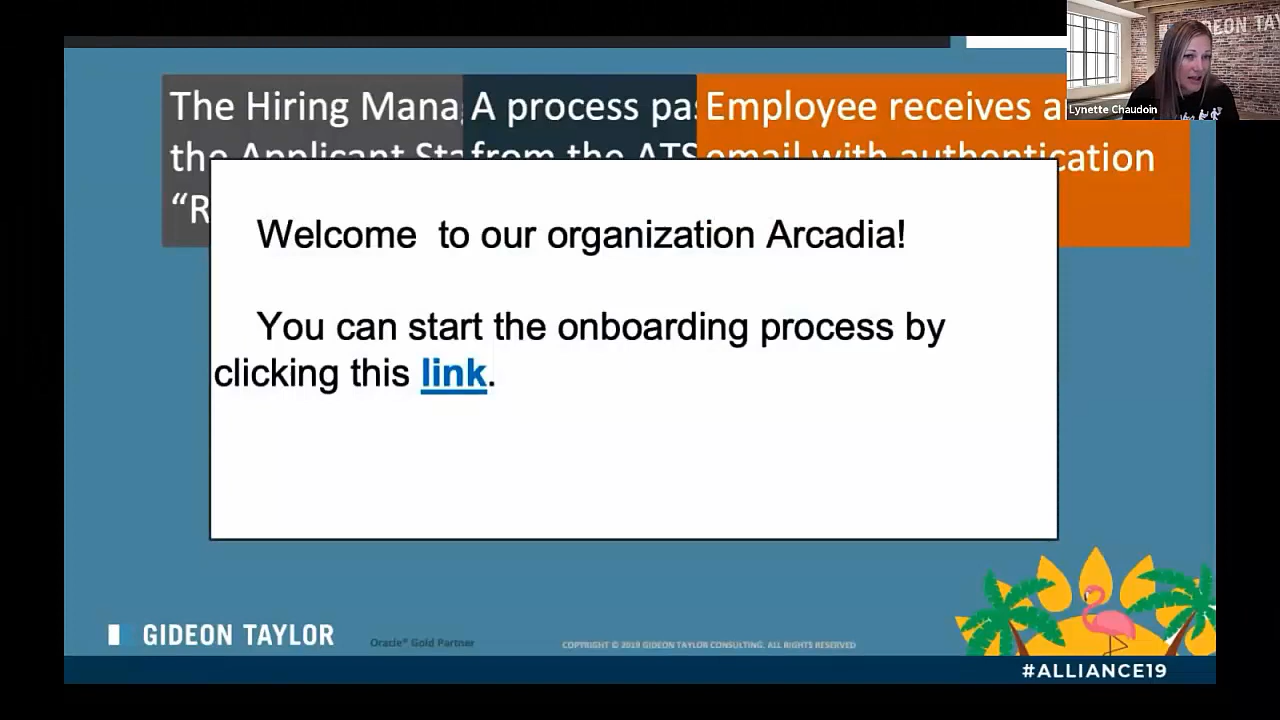 DEON TAY
Lynette Chaudoin
The Hiring Mana
the Applicant Sta
"R
A process pas
from the ATS
Employee receives a
email with authentication
Welcome  to our organization Arcadia!
You can start the onboarding process by
clicking this link.
GIDEON TAYLOR
Oracle® Gold Partner
COPYRIGHT © 2019 GIDEON TAYLOR CONSULTING. ALL RIGHTS RESERVED
#ALLIANCE19